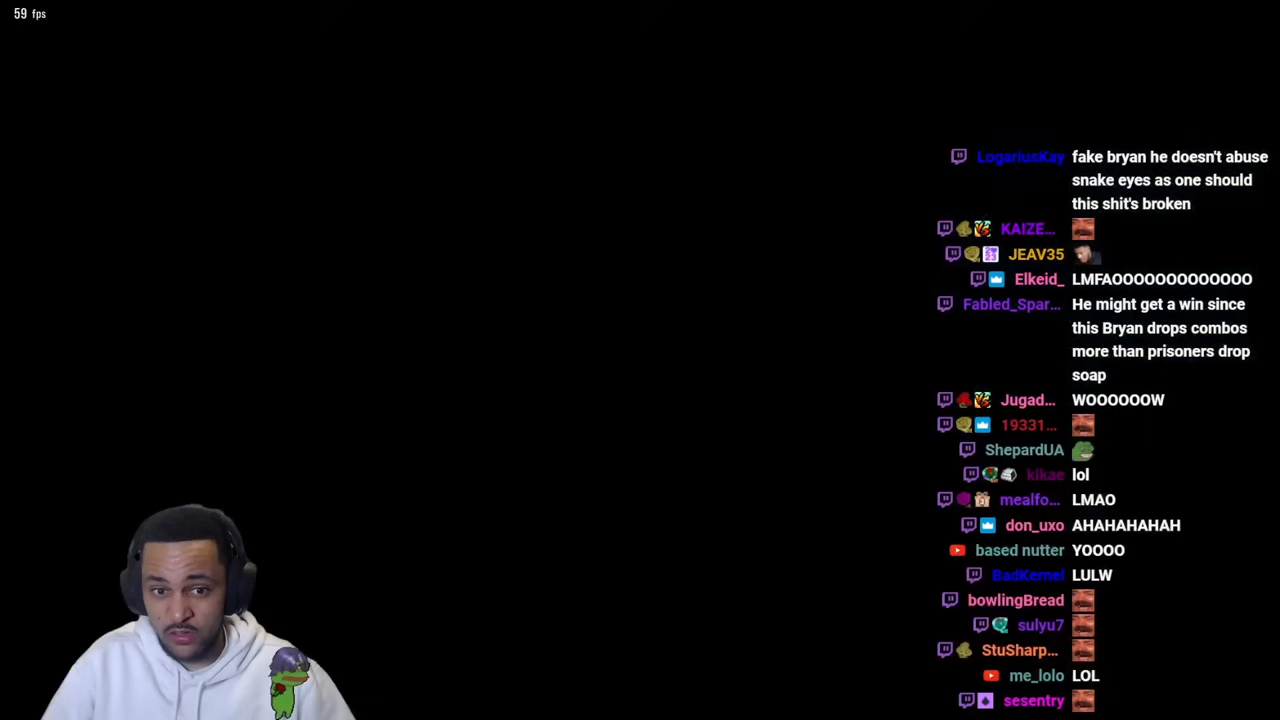 59 fps
LogariusKay fake bryan he doesn't abuse
snake eyes as one should
this shit's broken
KAIZE...
JEAV35
Elkeid_ LMFAOOOOOOOOOOOOO
Fabled_Spar... He might get a win since
this Bryan drops combos
more than prisoners drop
soap
Jugad... WOOOOOOW
19331...
ShepardUA
kikae lol
mealfo... LMAO
don_uxo AHAHAHAHAH
based nutter YOOOO
BadKernel LULW
bowlingBread
sulyu7
StuSharp...
me_lolo LOL
sesentry